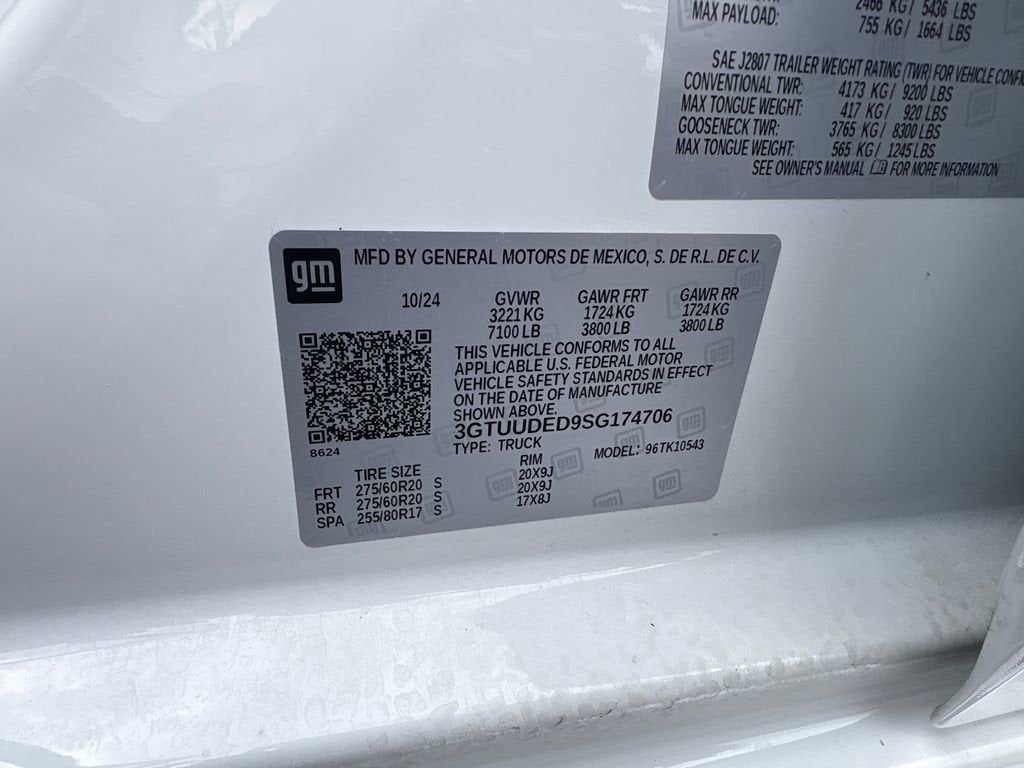 2466 KG / 5436 LBS
MAX PAYLOAD: 755 KG / 1664 LBS
SAE J2807 TRAILER WEIGHT RATING (TWR) FOR VEHICLE
CONVENTIONAL TWR: 4173 KG / 9200 LBS
MAX TONGUE WEIGHT: 417 KG / 920 LBS
GOOSENECK TWR: 3765 KG / 8300 LBS
MAX TONGUE WEIGHT: 565 KG / 1245 LBS
SEE OWNER'S MANUAL FOR MORE INFORMATION
gm
MFD BY GENERAL MOTORS DE MEXICO, S. DE R.L. DE C.V.
10/24 GVWR GAWR FRT GAWR RR
3221 KG 1724 KG 1724 KG
7100 LB 3800 LB 3800 LB
THIS VEHICLE CONFORMS TO ALL
APPLICABLE U.S. FEDERAL MOTOR
VEHICLE SAFETY STANDARDS IN EFFECT
ON THE DATE OF MANUFACTURE
SHOWN ABOVE.
3GTUUDED9SG174706
8624
TYPE: TRUCK MODEL: 96TK10543
TIRE SIZE RIM
FRT 275/60R20 S 20X9J
RR 275/60R20 S 20X9J
SPA 255/80R17 S 17X8J